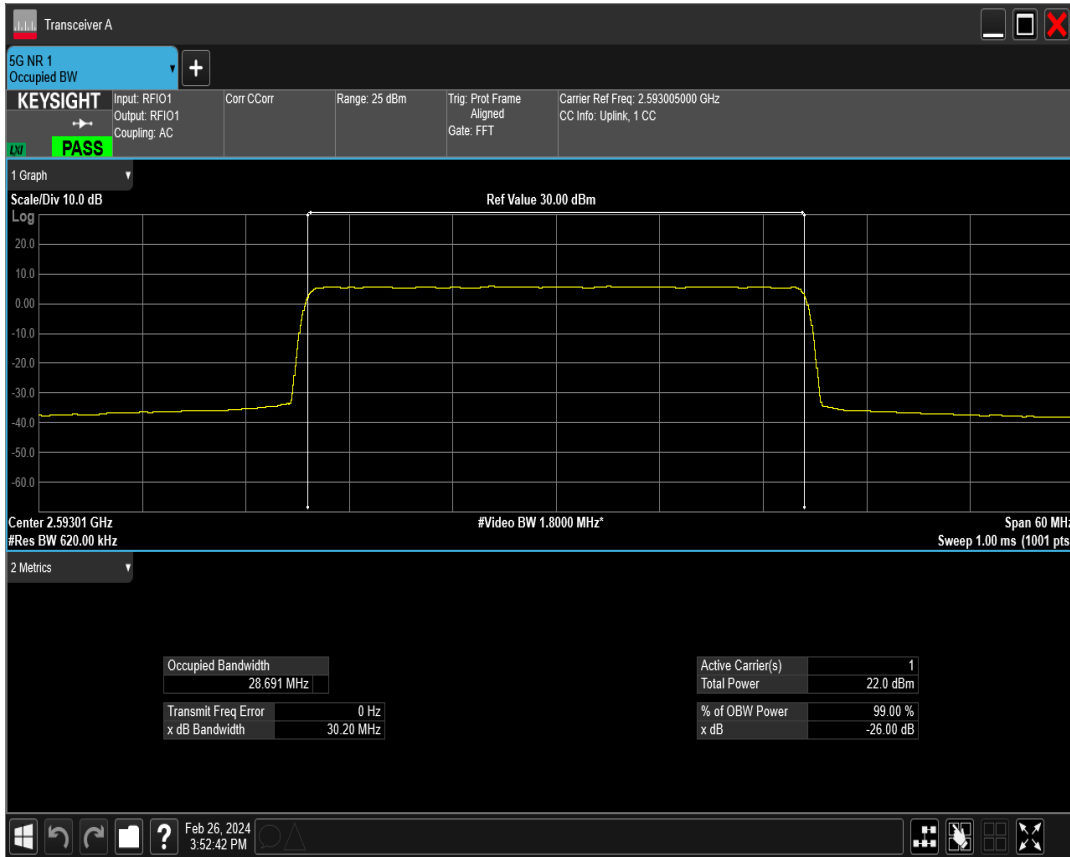 Transceiver A
5G NR 1
Occupied BW
+
KEYSIGHT
LXI
PASS
Input: RFIO1
Output: RFIO1
Coupling: AC
Corr CCorr
Range: 25 dBm
Trig: Prot Frame
Aligned
Gate: FFT
Carrier Ref Freq: 2.593005000 GHz
CC Info: Uplink, 1 CC
1 Graph
Scale/Div 10.0 dB
Ref Value 30.00 dBm
Log
20.0
10.0
0.00
-10.0
-20.0
-30.0
-40.0
-50.0
-60.0
Center 2.59301 GHz
#Video BW 1.8000 MHz*
Span 60 MHz
#Res BW 620.00 kHz
Sweep 1.00 ms (1001 pts
2 Metrics
Occupied Bandwidth
28.691 MHz
Transmit Freq Error 0 Hz
x dB Bandwidth 30.20 MHz
Active Carrier(s) 1
Total Power 22.0 dBm
% of OBW Power 99.00 %
x dB -26.00 dB
?
Feb 26, 2024
3:52:42 PM